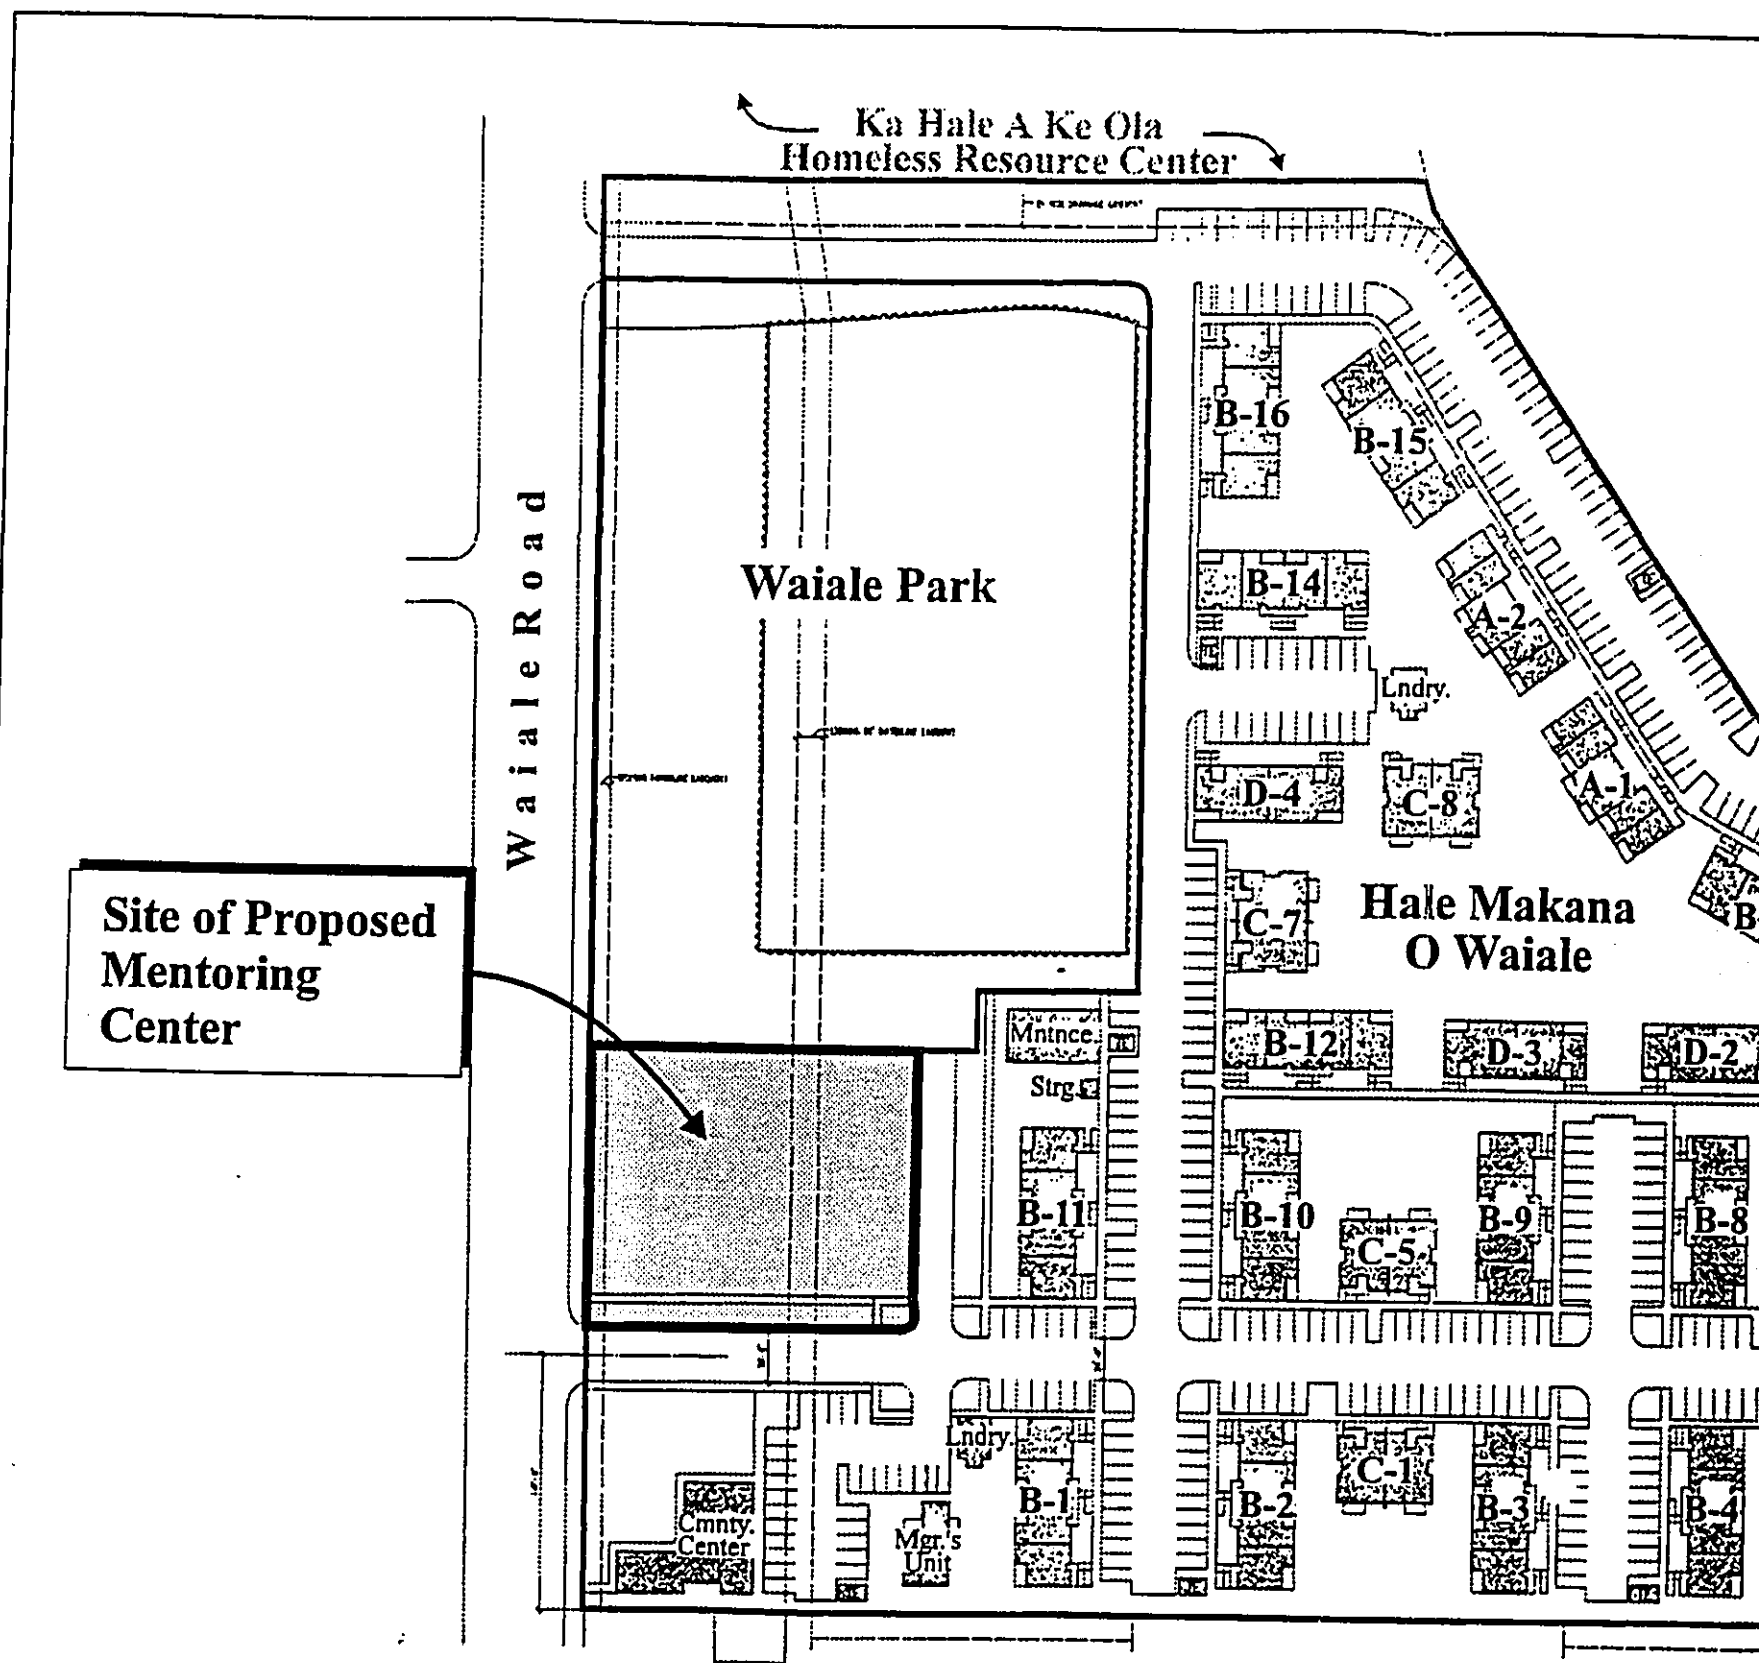 Ka Hale A Ke Ola
Homeless Resource Center
B-16
B-15
Waiale Road
Waiale Park
B-14
A-2
Lndry.
D-4
C-8
A-1
Site of Proposed
Mentoring
Center
C-7
Hale Makana
O Waiale
B-
Mntnce.
B-12
D-3
D-2
Strg.
B-11
B-10
C-5
B-9
B-8
Lndry.
B-1
B-2
C-1
B-3
B-4
Cmnty.
Center
Mgr.'s
Unit